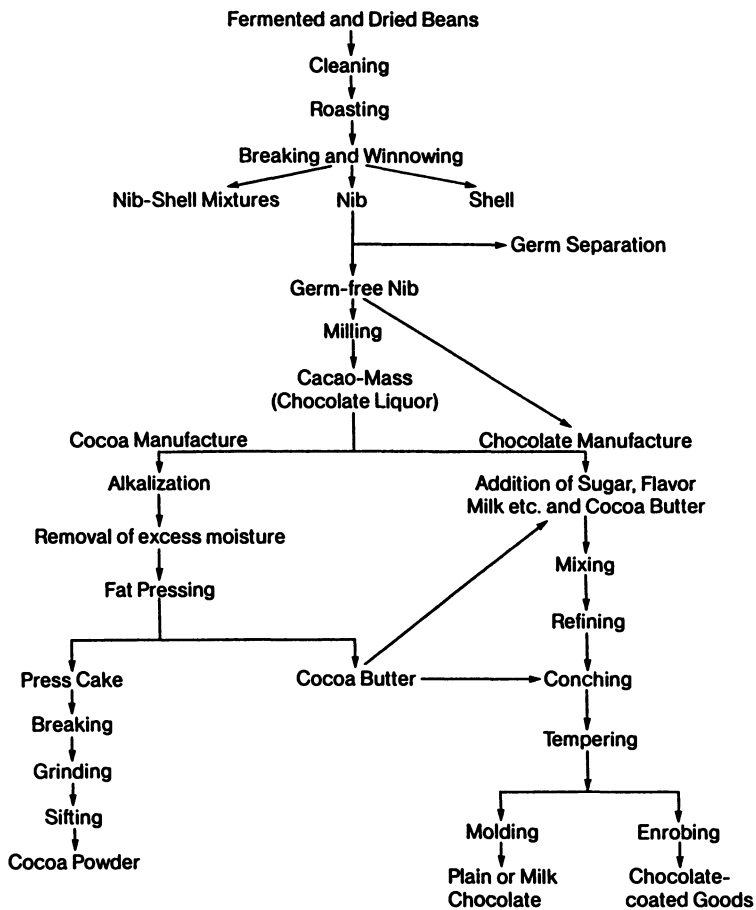 Fermented and Dried Beans
Cleaning
Roasting
Breaking and Winnowing
Nib-Shell Mixtures
Nib
Shell
Germ Separation
Germ-free Nib
Milling
Cacao-Mass
(Chocolate Liquor)
Cocoa Manufacture
Chocolate Manufacture
Alkalization
Addition of Sugar, Flavor
Milk etc. and Cocoa Butter
Removal of excess moisture
Mixing
Fat Pressing
Refining
Press Cake
Cocoa Butter
Conching
Breaking
Tempering
Grinding
Sifting
Molding
Enrobing
Cocoa Powder
Plain or Milk
Chocolate
Chocolate-
coated Goods